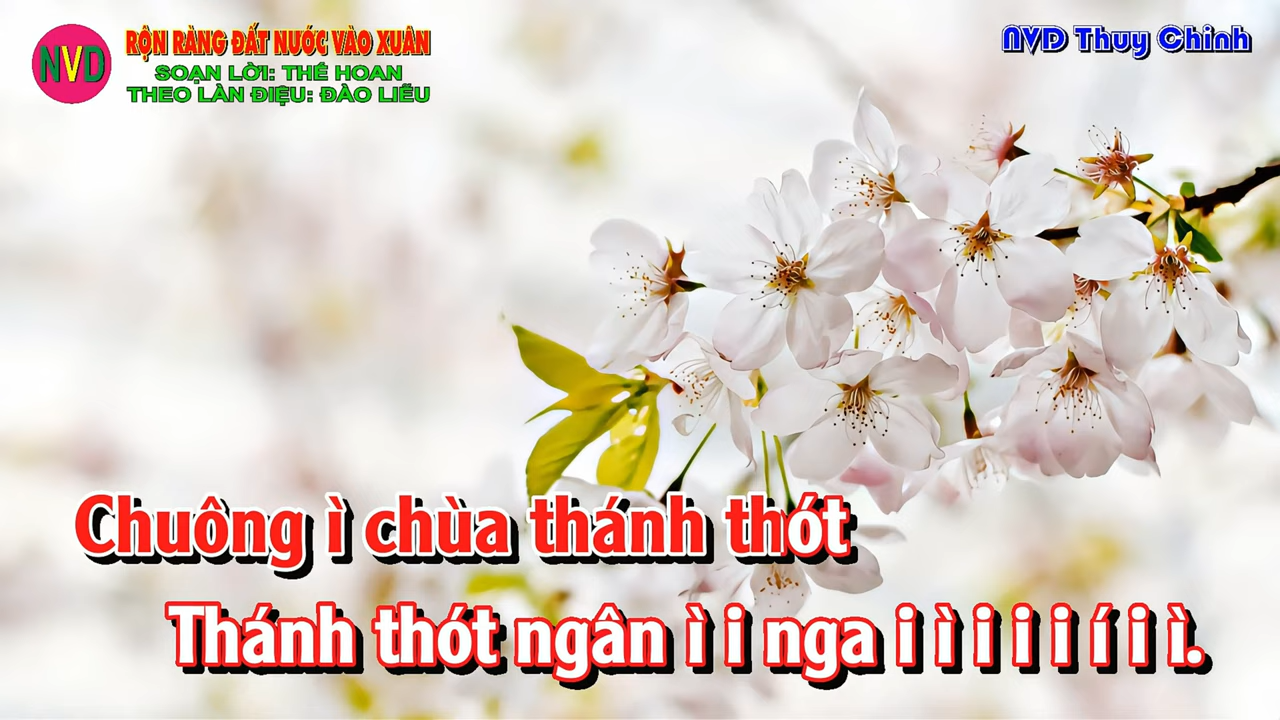 NVD
RỘN RÀNG ĐẤT NƯỚC VÀO XUÂN
SOẠN LỜI: THẾ HOAN
THEO LÀN ĐIỆU: ĐÀO LIỄU
NVD Thuy Chinh
Chuông ì chùa thánh thót
Thánh thót ngân ì i nga i ì i i i í i ì.